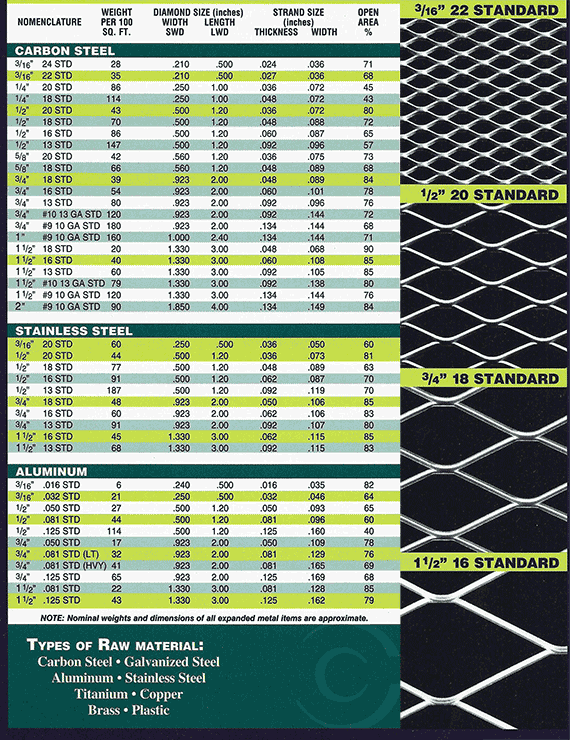 NOMENCLATURE WEIGHT PER 100 SQ. FT. DIAMOND SIZE (inches) WIDTH SWD LENGTH LWD STRAND SIZE (inches) THICKNESS WIDTH OPEN AREA %
CARBON STEEL
3/16" 24 STD 28 .210 .500 .024 .036 71
3/16" 22 STD 35 .210 .500 .027 .036 68
1/4" 20 STD 86 .250 1.00 .036 .072 45
1/4" 18 STD 114 .250 1.00 .048 .072 43
1/2" 20 STD 43 .500 1.20 .036 .072 80
1/2" 18 STD 70 .500 1.20 .048 .088 72
1/2" 16 STD 86 .500 1.20 .060 .087 65
1/2" 13 STD 147 .500 1.20 .092 .096 57
5/8" 20 STD 42 .560 1.20 .036 .075 73
5/8" 18 STD 66 .560 1.20 .048 .089 68
3/4" 18 STD 39 .923 2.00 .048 .089 84
3/4" 16 STD 54 .923 2.00 .060 .101 78
3/4" 13 STD 80 .923 2.00 .092 .096 76
3/4" #10 13 GA STD 120 .923 2.00 .092 .144 72
3/4" #9 10 GA STD 180 .923 2.00 .134 .144 68
1" #9 10 GA STD 160 1.000 2.40 .134 .144 71
1 1/2" 18 STD 20 1.330 3.00 .048 .068 90
1 1/2" 16 STD 40 1.330 3.00 .060 .108 85
1 1/2" 13 STD 60 1.330 3.00 .092 .105 85
1 1/2" #10 13 GA STD 79 1.330 3.00 .092 .138 80
1 1/2" #9 10 GA STD 120 1.330 3.00 .134 .144 76
2" #9 10 GA STD 90 1.850 4.00 .134 .149 84
STAINLESS STEEL
3/16" 20 STD 60 .250 .500 .036 .050 60
1/2" 20 STD 44 .500 1.20 .036 .073 81
1/2" 18 STD 77 .500 1.20 .048 .089 63
1/2" 16 STD 91 .500 1.20 .062 .087 70
1/2" 13 STD 187 .500 1.20 .092 .119 70
3/4" 18 STD 48 .923 2.00 .050 .106 85
3/4" 16 STD 60 .923 2.00 .062 .106 83
3/4" 13 STD 91 .923 2.00 .092 .107 80
1 1/2" 16 STD 45 1.330 3.00 .062 .115 85
1 1/2" 13 STD 68 1.330 3.00 .092 .115 83
ALUMINUM
3/16" .016 STD 6 .240 .500 .016 .035 82
3/16" .032 STD 21 .250 .500 .032 .046 64
1/2" .050 STD 27 .500 1.20 .050 .093 65
1/2" .081 STD 44 .500 1.20 .081 .096 60
1/2" .125 STD 114 .500 1.20 .125 .160 40
3/4" .050 STD 17 .923 2.00 .050 .109 78
3/4" .081 STD (LT) 32 .923 2.00 .081 .129 76
3/4" .081 STD (HVY) 41 .923 2.00 .081 .165 69
3/4" .125 STD 65 .923 2.00 .125 .169 68
1 1/2" .081 STD 22 1.330 3.00 .081 .128 85
1 1/2" .125 STD 43 1.330 3.00 .125 .162 79
NOTE: Nominal weights and dimensions of all expanded metal items are approximate.
TYPES OF RAW MATERIAL:
Carbon Steel • Galvanized Steel
Aluminum • Stainless Steel
Titanium • Copper
Brass • Plastic
3/16" 22 STANDARD
1/2" 20 STANDARD
3/4" 18 STANDARD
1 1/2" 16 STANDARD